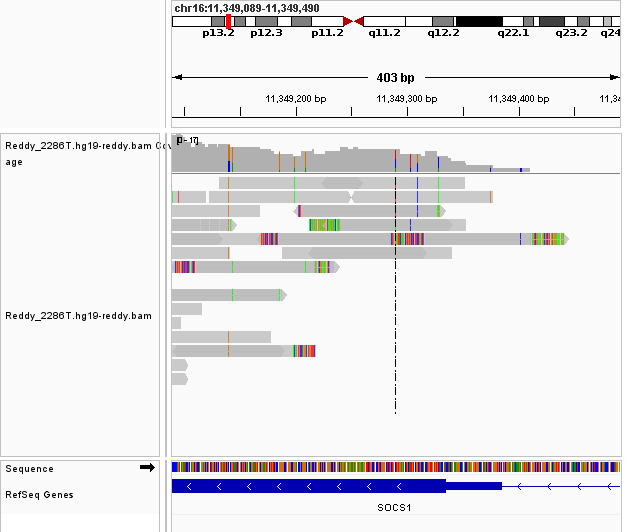 chr16:11,349,089-11,349,490
p13.2 p12.3 p11.2 q11.2 q12.2 q22.1 q23.2 q24
403 bp
11,349,200 bp 11,349,300 bp 11,349,400 bp 11,34
Reddy_2286T.hg19-reddy.bam Cov
age
[0 - 17]
Reddy_2286T.hg19-reddy.bam
Sequence
RefSeq Genes
SOCS1